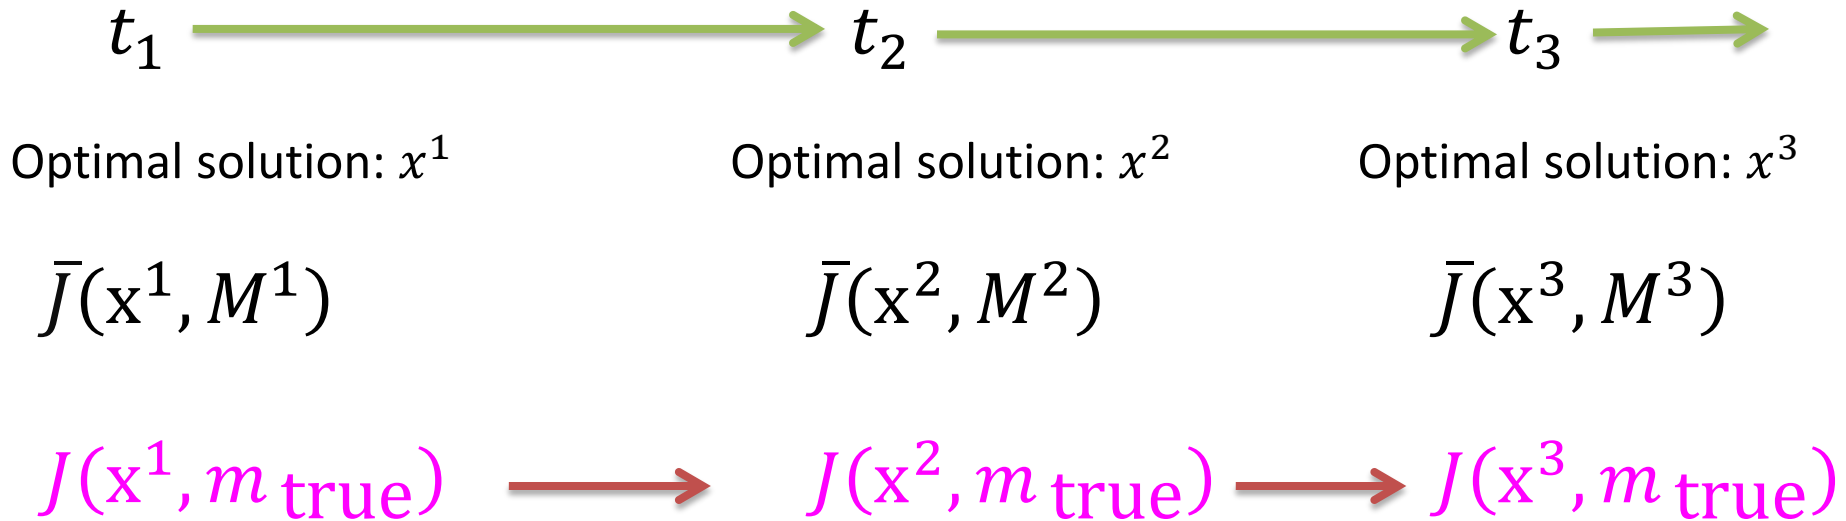 t₁ t₂ t₃
Optimal solution: x¹ Optimal solution: x² Optimal solution: x³
J̅(x¹, M¹) J̅(x², M²) J̅(x³, M³)
J(x¹, m true) J(x², m true) J(x³, m true)